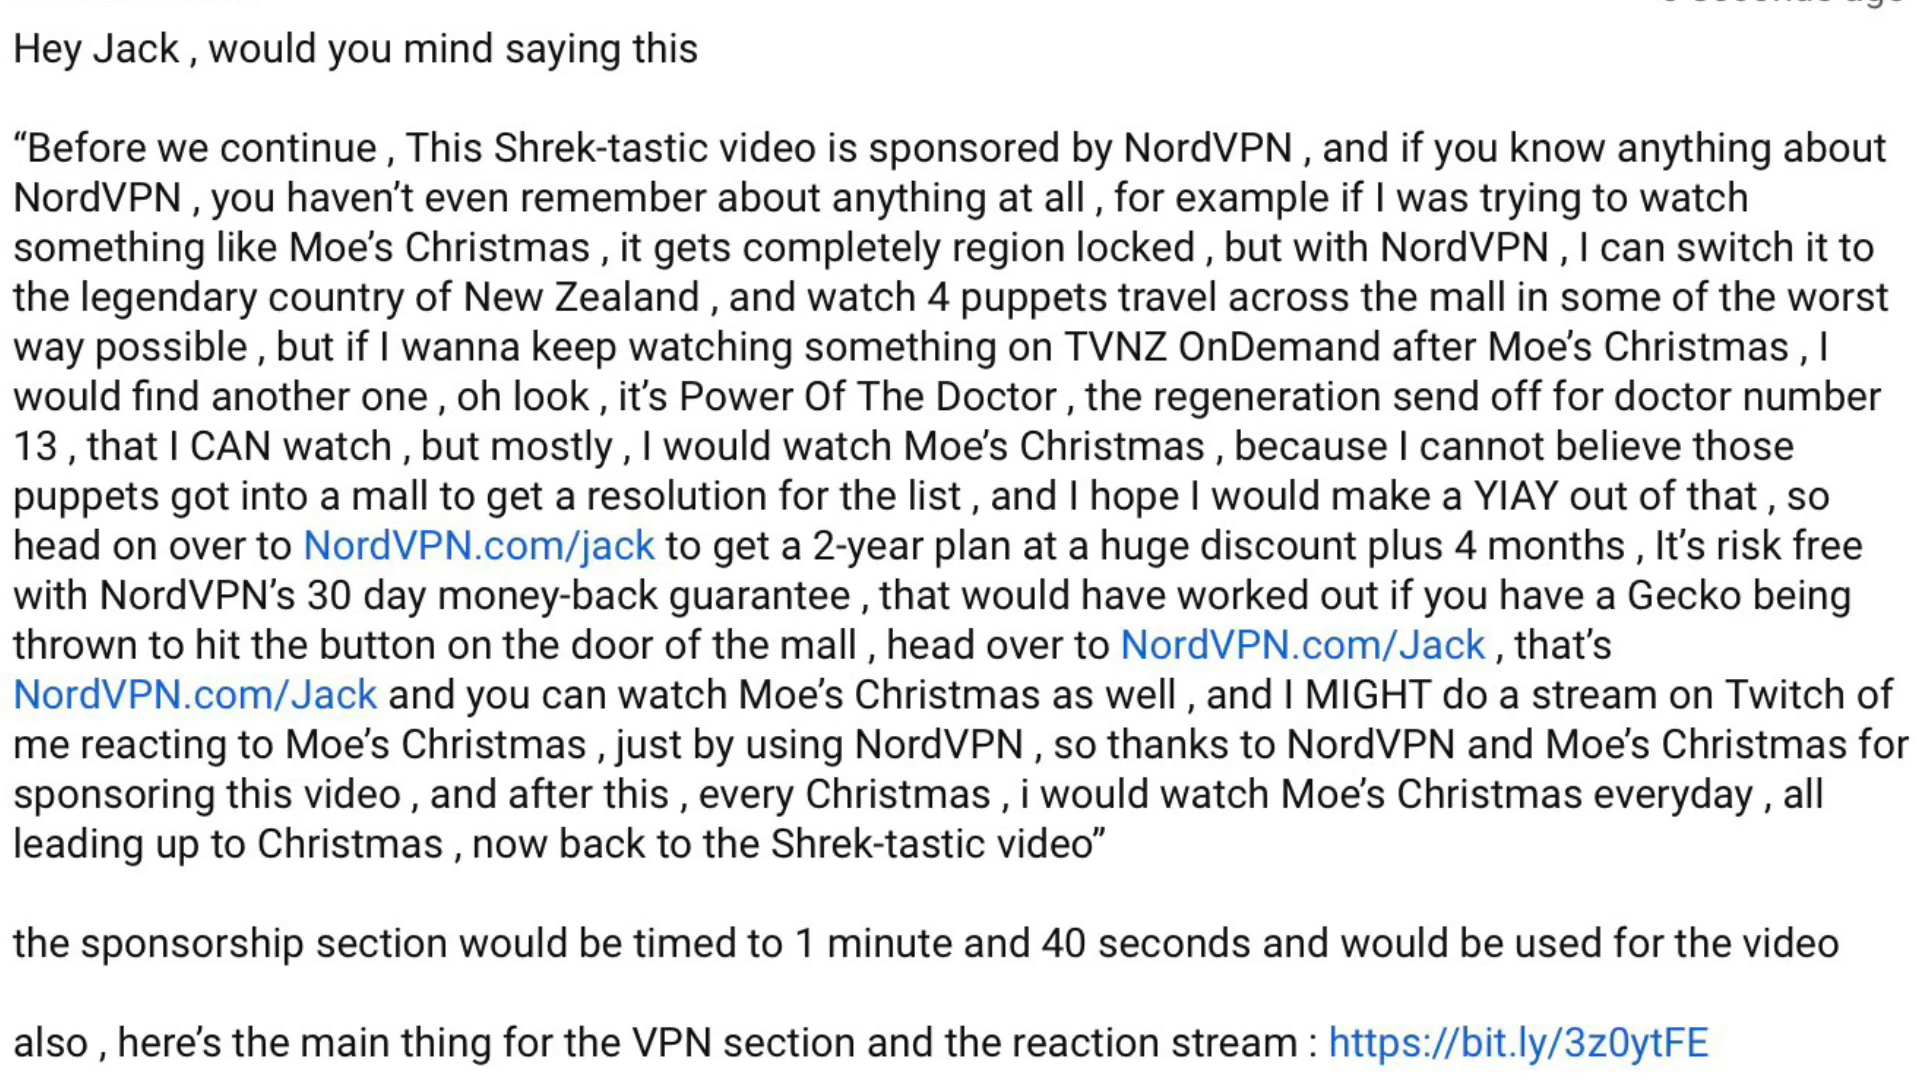 Hey Jack , would you mind saying this
“Before we continue , This Shrek-tastic video is sponsored by NordVPN , and if you know anything about
NordVPN , you haven’t even remember about anything at all , for example if I was trying to watch
something like Moe’s Christmas , it gets completely region locked , but with NordVPN , I can switch it to
the legendary country of New Zealand , and watch 4 puppets travel across the mall in some of the worst
way possible , but if I wanna keep watching something on TVNZ OnDemand after Moe’s Christmas , I
would find another one , oh look , it’s Power Of The Doctor , the regeneration send off for doctor number
13 , that I CAN watch , but mostly , I would watch Moe’s Christmas , because I cannot believe those
puppets got into a mall to get a resolution for the list , and I hope I would make a YIAY out of that , so
head on over to NordVPN.com/jack to get a 2-year plan at a huge discount plus 4 months , It’s risk free
with NordVPN’s 30 day money-back guarantee , that would have worked out if you have a Gecko being
thrown to hit the button on the door of the mall , head over to NordVPN.com/Jack , that’s
NordVPN.com/Jack and you can watch Moe’s Christmas as well , and I MIGHT do a stream on Twitch of
me reacting to Moe’s Christmas , just by using NordVPN , so thanks to NordVPN and Moe’s Christmas for
sponsoring this video , and after this , every Christmas , i would watch Moe’s Christmas everyday , all
leading up to Christmas , now back to the Shrek-tastic video”
the sponsorship section would be timed to 1 minute and 40 seconds and would be used for the video
also , here’s the main thing for the VPN section and the reaction stream : https://bit.ly/3z0ytFE